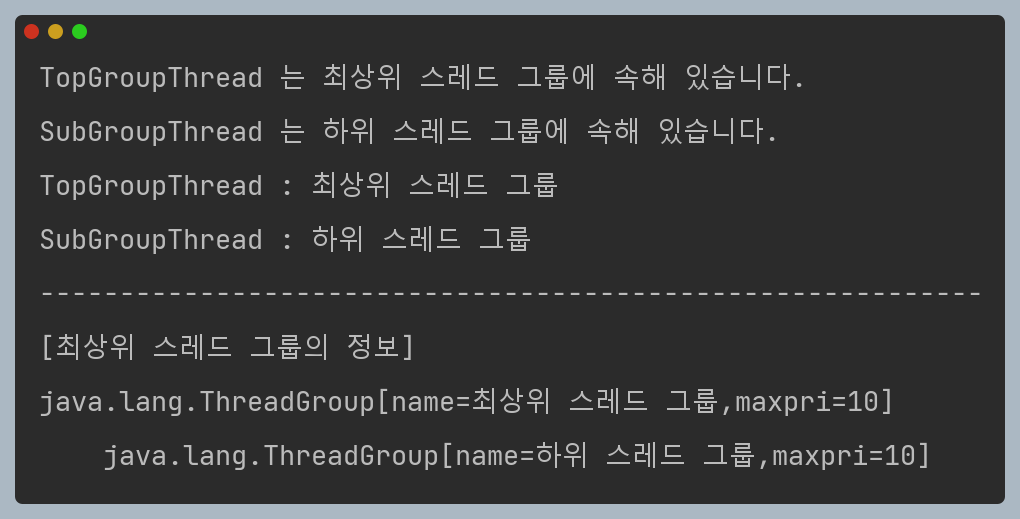 TopGroupThread 는 최상위 스레드 그룹에 속해 있습니다.
SubGroupThread 는 하위 스레드 그룹에 속해 있습니다.
TopGroupThread : 최상위 스레드 그룹
SubGroupThread : 하위 스레드 그룹
-----------------------------------------------------------
[최상위 스레드 그룹의 정보]
java.lang.ThreadGroup[name=최상위 스레드 그룹,maxpri=10]
    java.lang.ThreadGroup[name=하위 스레드 그룹,maxpri=10]